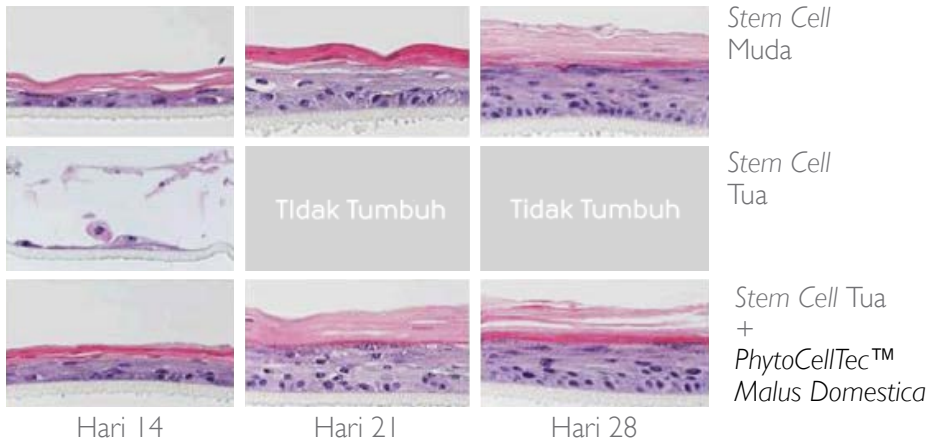 Stem Cell
Muda
Stem Cell
Tua
TIdak Tumbuh
Tidak Tumbuh
Stem Cell Tua
+
PhytoCellTec™
Malus Domestica
Hari 14
Hari 21
Hari 28